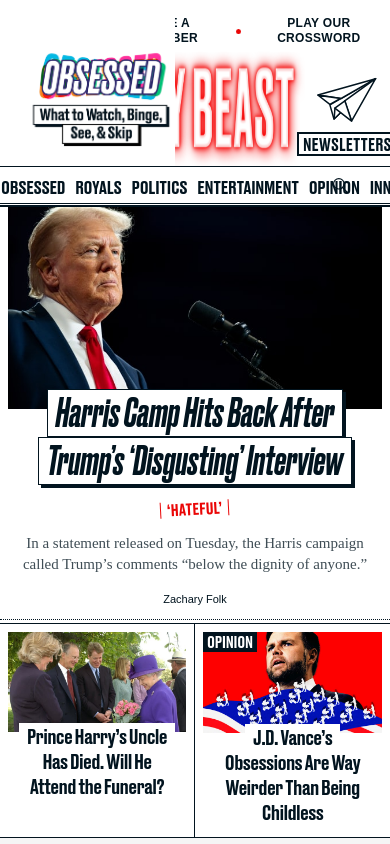 E A
BER
PLAY OUR
CROSSWORD
OBSESSED
What to Watch, Binge,
See, & Skip
Y BEAST
NEWSLETTERS
OBSESSED ROYALS POLITICS ENTERTAINMENT OPINION INN
Harris Camp Hits Back After
Trump's ‘Disgusting’ Interview
‘HATEFUL’
In a statement released on Tuesday, the Harris campaign
called Trump’s comments “below the dignity of anyone.”
Zachary Folk
Prince Harry’s Uncle
Has Died. Will He
Attend the Funeral?
OPINION
J.D. Vance’s
Obsessions Are Way
Weirder Than Being
Childless